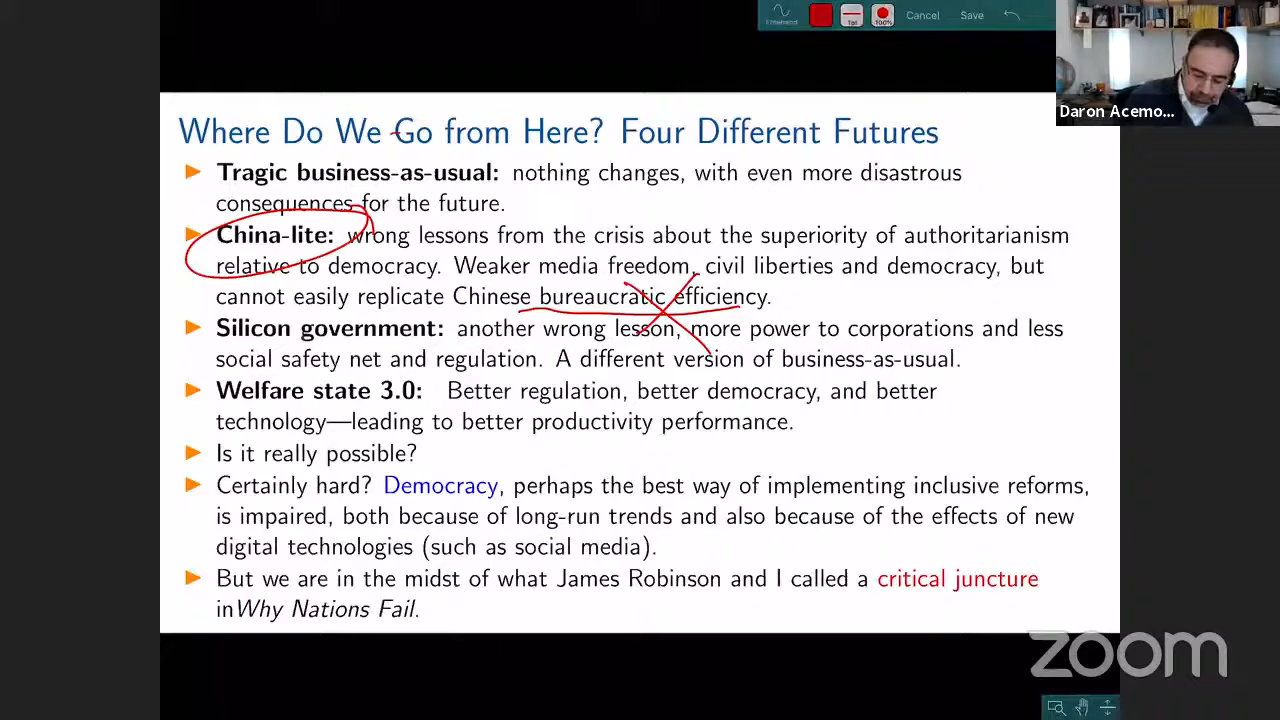 Enhanced Tpt 100% Cancel Save
Daron Acemo...
Where Do We Go from Here? Four Different Futures
Tragic business-as-usual: nothing changes, with even more disastrous
consequences for the future.
China-lite: wrong lessons from the crisis about the superiority of authoritarianism
relative to democracy. Weaker media freedom, civil liberties and democracy, but
cannot easily replicate Chinese bureaucratic efficiency.
Silicon government: another wrong lesson, more power to corporations and less
social safety net and regulation. A different version of business-as-usual.
Welfare state 3.0: Better regulation, better democracy, and better
technology—leading to better productivity performance.
Is it really possible?
Certainly hard? Democracy, perhaps the best way of implementing inclusive reforms,
is impaired, both because of long-run trends and also because of the effects of new
digital technologies (such as social media).
But we are in the midst of what James Robinson and I called a critical juncture
inWhy Nations Fail.
zoom